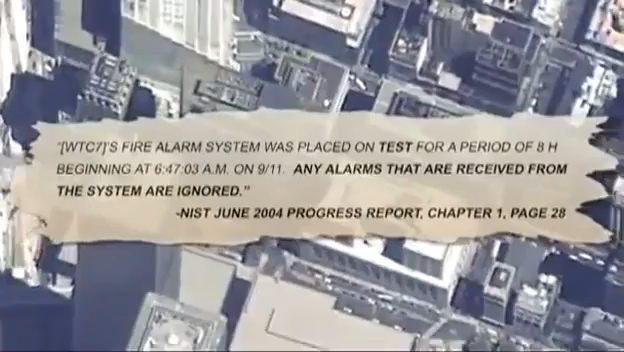 "[WTC7]'S FIRE ALARM SYSTEM WAS PLACED ON TEST FOR A PERIOD OF 8 H
BEGINNING AT 6:47:03 A.M. ON 9/11. ANY ALARMS THAT ARE RECEIVED FROM
THE SYSTEM ARE IGNORED."
-NIST JUNE 2004 PROGRESS REPORT, CHAPTER 1, PAGE 28